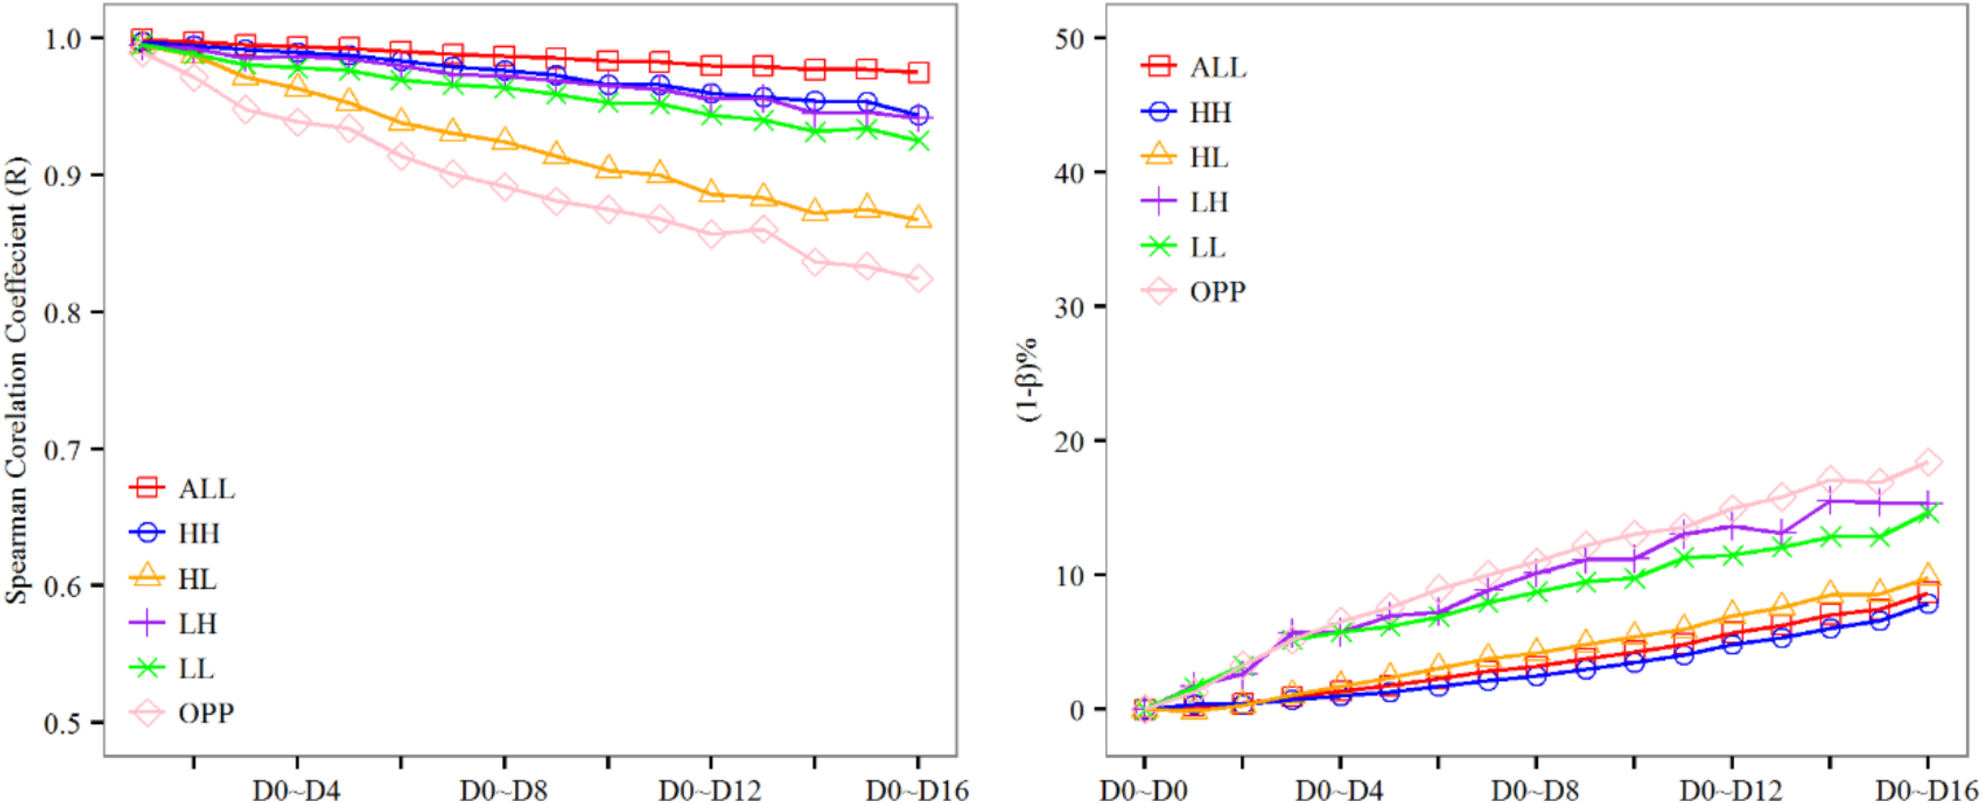 Spearman Corelation Coeffecient (R)
1.0
0.9
0.8
0.7
0.6
0.5
ALL
HH
HL
LH
LL
OPP
D0~D4 D0~D8 D0~D12 D0~D16
(1-β)%
50
40
30
20
10
0
ALL
HH
HL
LH
LL
OPP
D0~D0 D0~D4 D0~D8 D0~D12 D0~D16